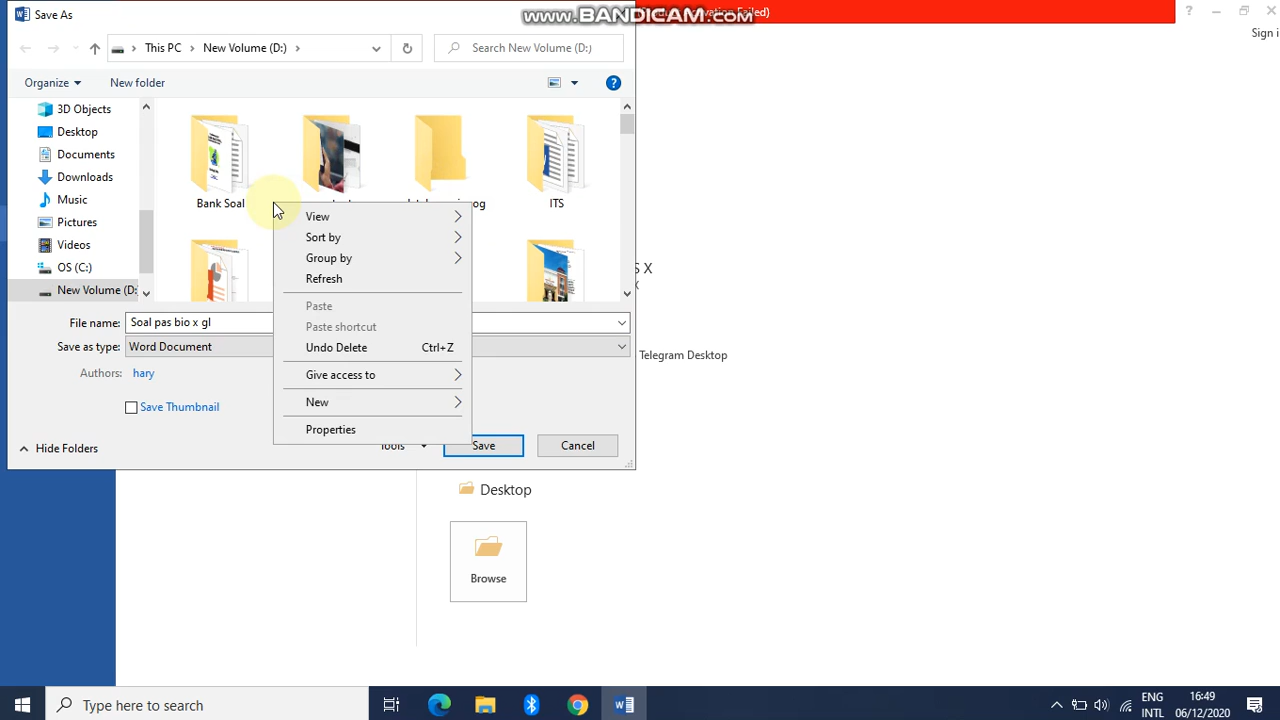 Save As
www.BANDICAM.com
Activation Failed)
Sign i
This PC > New Volume (D:) >
Search New Volume (D:)
Organize
New folder
3D Objects
Desktop
Documents
Downloads
Music
Pictures
Videos
OS (C:)
New Volume (D:
Bank Soal
ITS
View
Sort by
Group by
Refresh
Paste
Paste shortcut
Undo Delete Ctrl+Z
Give access to
New
Properties
File name: Soal pas bio x gl
Save as type: Word Document
Authors: hary
Save Thumbnail
Hide Folders
Tools
Save
Cancel
S X
Telegram Desktop
Desktop
Browse
Type here to search
ENG
INTL
16:49
06/12/2020